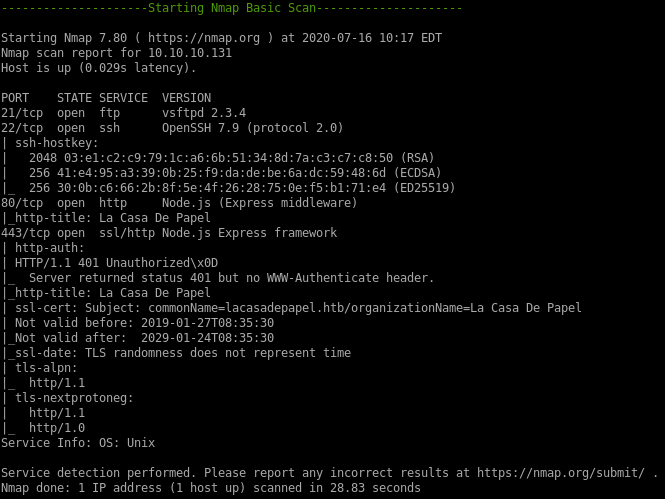 ---------------------Starting Nmap Basic Scan---------------------
Starting Nmap 7.80 ( https://nmap.org ) at 2020-07-16 10:17 EDT
Nmap scan report for 10.10.10.131
Host is up (0.029s latency).
PORT    STATE SERVICE  VERSION
21/tcp  open  ftp      vsftpd 2.3.4
22/tcp  open  ssh      OpenSSH 7.9 (protocol 2.0)
| ssh-hostkey:
|   2048 03:e1:c2:c9:79:1c:a6:6b:51:34:8d:7a:c3:c7:c8:50 (RSA)
|   256 41:e4:95:a3:39:0b:25:f9:da:de:be:6a:dc:59:48:6d (ECDSA)
|_  256 30:0b:c6:66:2b:8f:5e:4f:26:28:75:0e:f5:b1:71:e4 (ED25519)
80/tcp  open  http     Node.js (Express middleware)
|_http-title: La Casa De Papel
443/tcp open  ssl/http Node.js Express framework
| http-auth:
| HTTP/1.1 401 Unauthorized\x0D
|_  Server returned status 401 but no WWW-Authenticate header.
|_http-title: La Casa De Papel
| ssl-cert: Subject: commonName=lacasadepapel.htb/organizationName=La Casa De Papel
| Not valid before: 2019-01-27T08:35:30
|_Not valid after:  2029-01-24T08:35:30
|_ssl-date: TLS randomness does not represent time
| tls-alpn:
|_  http/1.1
| tls-nextprotoneg:
|   http/1.1
|_  http/1.0
Service Info: OS: Unix
Service detection performed. Please report any incorrect results at https://nmap.org/submit/ .
Nmap done: 1 IP address (1 host up) scanned in 28.83 seconds